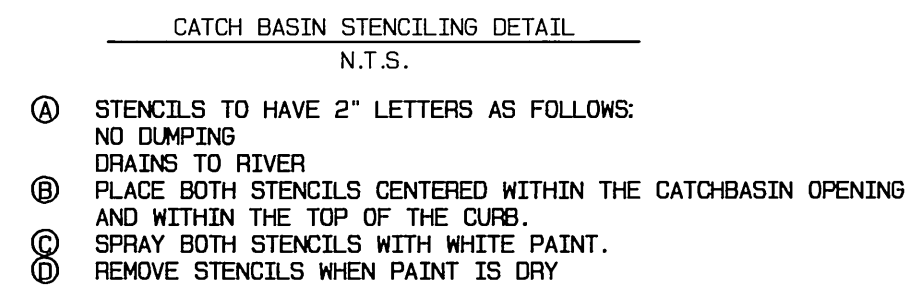 CATCH BASIN STENCILING DETAIL
N.T.S.
Ⓐ STENCILS TO HAVE 2" LETTERS AS FOLLOWS:
NO DUMPING
DRAINS TO RIVER
Ⓑ PLACE BOTH STENCILS CENTERED WITHIN THE CATCHBASIN OPENING
AND WITHIN THE TOP OF THE CURB.
Ⓒ SPRAY BOTH STENCILS WITH WHITE PAINT.
Ⓓ REMOVE STENCILS WHEN PAINT IS DRY